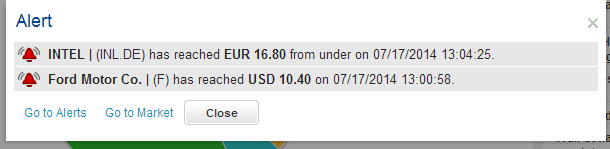 Alert
INTEL | (INL.DE) has reached EUR 16.80 from under on 07/17/2014 13:04:25.
Ford Motor Co. | (F) has reached USD 10.40 on 07/17/2014 13:00:58.
Go to Alerts Go to Market Close